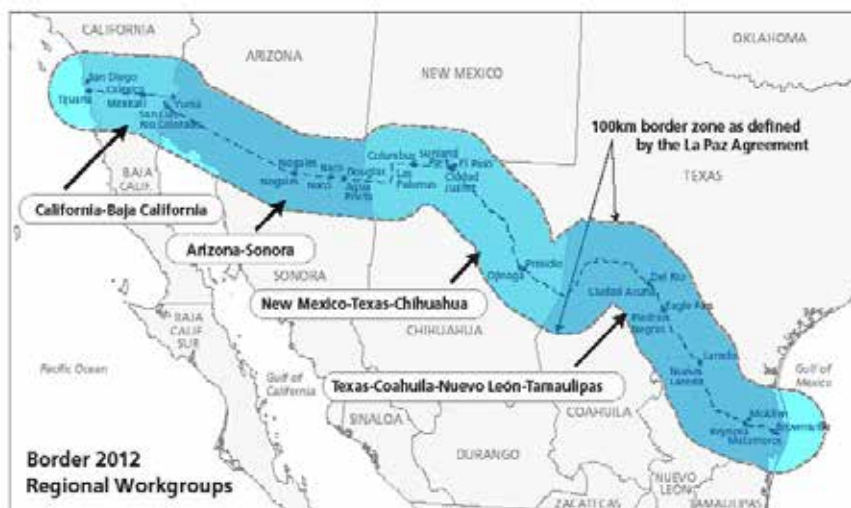 CALIFORNIA
ARIZONA
NEW MEXICO
OKLAHOMA
TEXAS
San Diego
Tijuana
Calexico
Mexicali
Yuma
San Luis
Rio Colorado
BAJA
CALIF.
Nogales
Nogales
Naco
Naco
Douglas
Agua
Prieta
Columbus
Las
Palomas
Sunland
Park
El Paso
Ciudad
Juárez
100km border zone as defined
by the La Paz Agreement
California-Baja California
Arizona-Sonora
SONORA
New Mexico-Texas-Chihuahua
CHIHUAHUA
Ojinaga
Presidio
Del Rio
Ciudad Acuña
Eagle Pass
Piedras
Negras
Laredo
Nuevo
Laredo
McAllen
Reynosa
Brownsville
Matamoros
Texas-Coahuila-Nuevo León-Tamaulipas
BAJA
CALIF
SUR
Pacific Ocean
Gulf of
California
Gulf of
Mexico
SINALOA
DURANGO
COAHUILA
NUEVO
LEÓN
ZACATECAS
TAMAULIPAS
Border 2012
Regional Workgroups